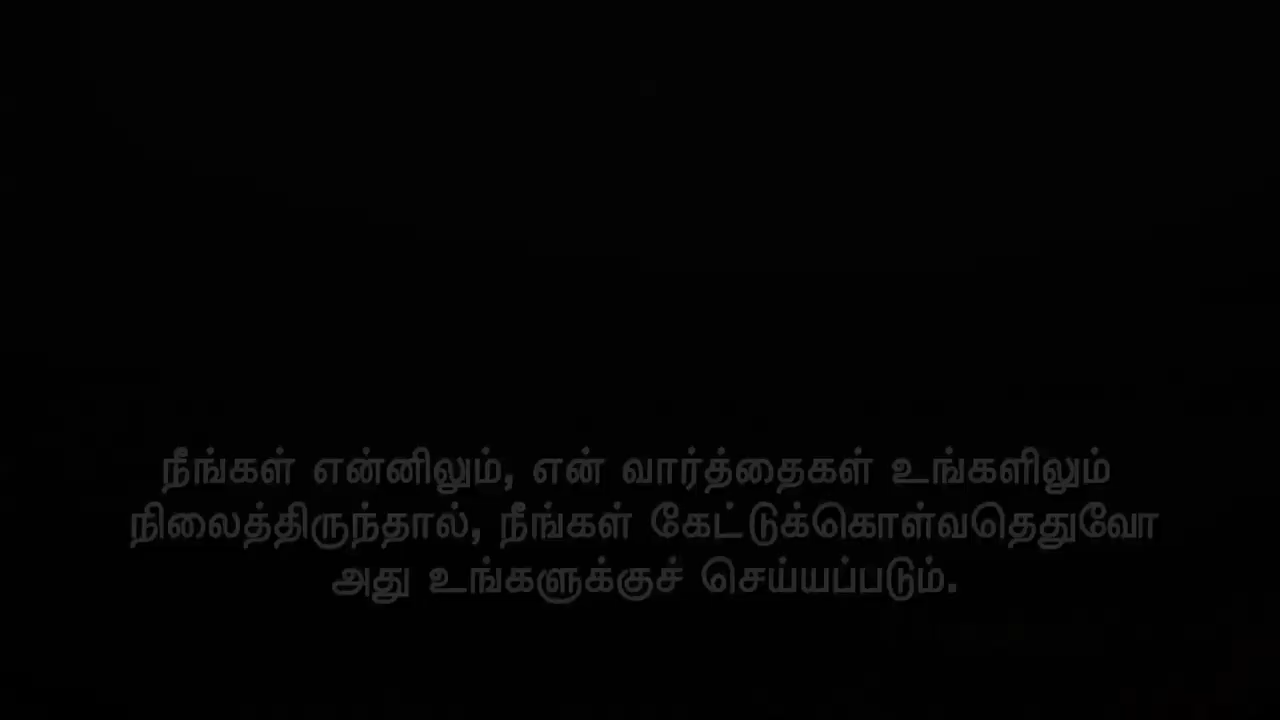 நீங்கள் என்னிலும், என் வார்த்தைகள் உங்களிலும்
நிலைத்திருந்தால், நீங்கள் கேட்டுக்கொள்வதெதுவோ
அது உங்களுக்குச் செய்யப்படும்.